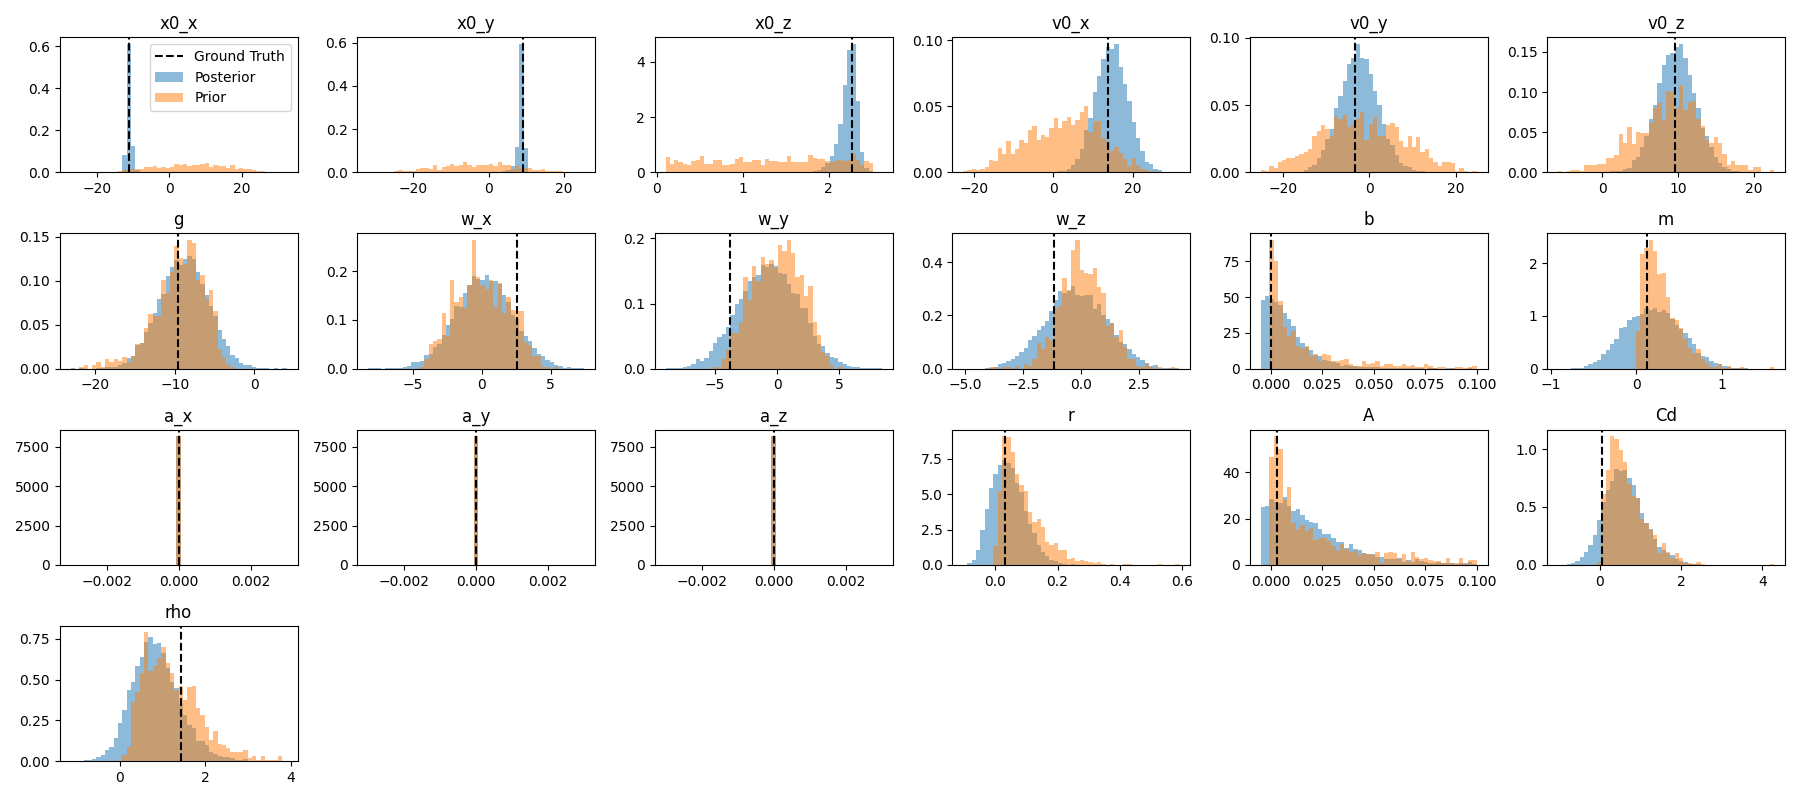 x0_x x0_y x0_z v0_x v0_y v0_z
Ground Truth
Posterior
Prior
0.6
0.4
0.2
0.0
−20 0 20
0.6
0.4
0.2
0.0
−20 0 20
4
2
0
0 1 2
0.10
0.05
0.00
−20 0 20
0.10
0.05
0.00
−20 0 20
0.15
0.10
0.05
0.00
0 10 20
g w_x w_y w_z b m
0.15
0.10
0.05
0.00
−20 −10 0
0.2
0.1
0.0
−5 0 5
0.2
0.1
0.0
−5 0 5
0.4
0.2
0.0
−5.0 −2.5 0.0 2.5
75
50
25
0
0.000 0.025 0.050 0.075 0.100
2
1
0
−1 0 1
a_x a_y a_z r A Cd
7500
5000
2500
0
−0.002 0.000 0.002
7500
5000
2500
0
−0.002 0.000 0.002
7500
5000
2500
0
−0.002 0.000 0.002
7.5
5.0
2.5
0.0
0.0 0.2 0.4 0.6
40
20
0
0.000 0.025 0.050 0.075 0.100
1.0
0.5
0.0
0 2 4
rho
0.75
0.50
0.25
0.00
0 2 4